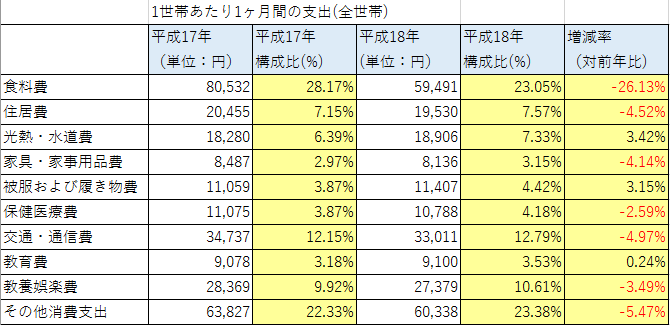 1世帯あたり1ヶ月間の支出(全世帯)
平成17年 平成17年 平成18年 平成18年 増減率
（単位：円） 構成比(%) （単位：円） 構成比(%) （対前年比）
食料費 80,532 28.17% 59,491 23.05% -26.13%
住居費 20,455 7.15% 19,530 7.57% -4.52%
光熱・水道費 18,280 6.39% 18,906 7.33% 3.42%
家具・家事用品費 8,487 2.97% 8,136 3.15% -4.14%
被服および履き物費 11,059 3.87% 11,407 4.42% 3.15%
保健医療費 11,075 3.87% 10,788 4.18% -2.59%
交通・通信費 34,737 12.15% 33,011 12.79% -4.97%
教育費 9,078 3.18% 9,100 3.53% 0.24%
教養娯楽費 28,369 9.92% 27,379 10.61% -3.49%
その他消費支出 63,827 22.33% 60,338 23.38% -5.47%